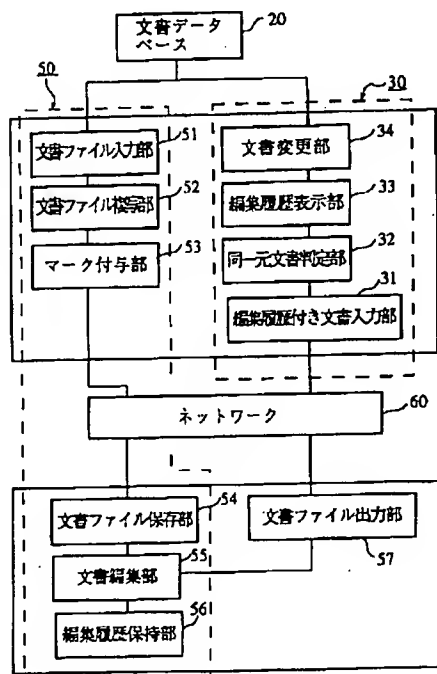 文書データ
ベース
20
50
30
文書ファイル入力部
51
文書変更部
34
文書ファイル複写部
52
編集履歴表示部
33
マーク付与部
53
同一元文書判定部
32
31
編集履歴付き文書入力部
ネットワーク
60
文書ファイル保存部
54
文書ファイル出力部
57
文書編集部
55
編集履歴保持部
56